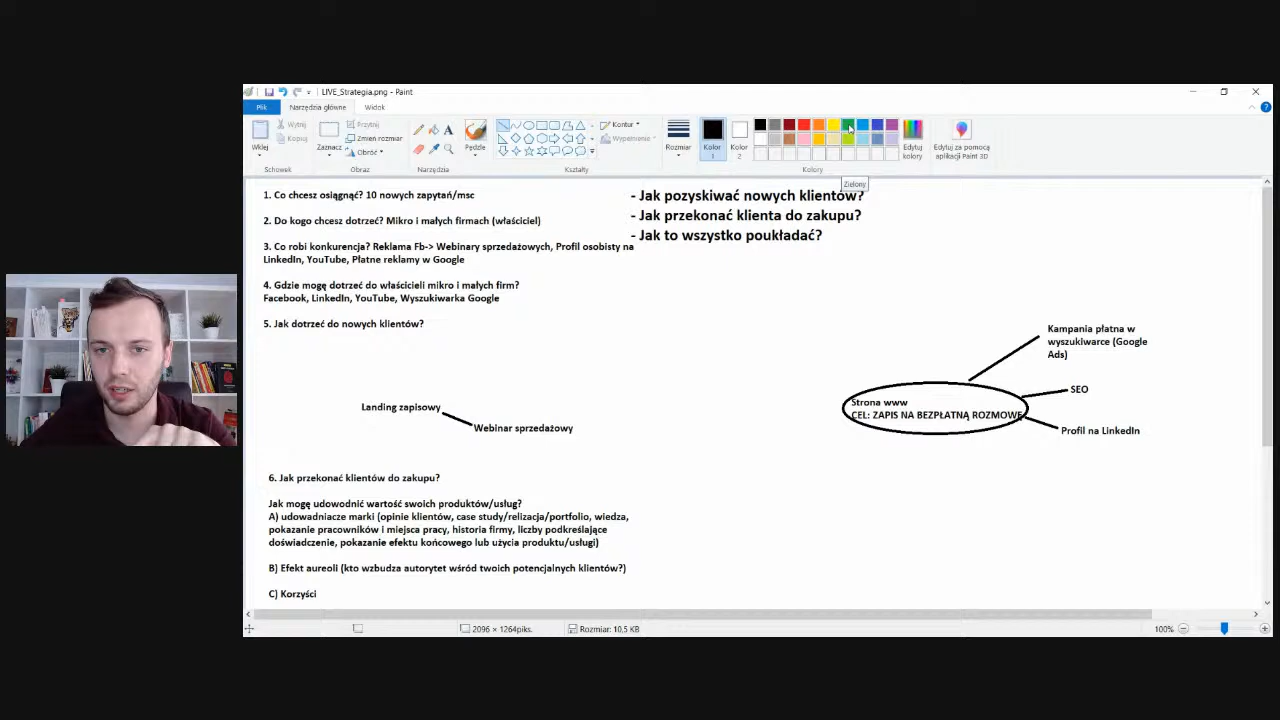 LIVE_Strategia.png - Paint
Plik
Narzędzia główne
Widok
Wklej
Wytnij
Kopiuj
Schowek
Zaznacz
Przytnij
Zmień rozmiar
Obróć
Obraz
Narzędzia
Pędzle
Kontur
Wypełnienie
Kształty
Rozmiar
Kolor
1
Kolor
2
Edytuj
kolory
Kolory
Edytuj za pomocą
aplikacji Paint 3D
Zielony
1. Co chcesz osiągnąć? 10 nowych zapytań/msc
2. Do kogo chcesz dotrzeć? Mikro i małych firmach (właściciel)
3. Co robi konkurencja? Reklama Fb-> Webinary sprzedażowych, Profil osobisty na
LinkedIn, YouTube, Płatne reklamy w Google
4. Gdzie mogę dotrzeć do właścicieli mikro i małych firm?
Facebook, LinkedIn, YouTube, Wyszukiwarka Google
5. Jak dotrzeć do nowych klientów?
- Jak pozyskiwać nowych klientów?
- Jak przekonać klienta do zakupu?
- Jak to wszystko poukładać?
Landing zapisowy
Webinar sprzedażowy
Kampania płatna w
wyszukiwarce (Google
Ads)
SEO
Strona www
CEL: ZAPIS NA BEZPŁATNĄ ROZMOWĘ
Profil na LinkedIn
6. Jak przekonać klientów do zakupu?
Jak mogę udowodnić wartość swoich produktów/usług?
A) udowadniacze marki (opinie klientów, case study/relizacja/portfolio, wiedza,
pokazanie pracowników i miejsca pracy, historia firmy, liczby podkreślające
doświadczenie, pokazanie efektu końcowego lub użycia produktu/usługi)
B) Efekt aureoli (kto wzbudza autorytet wśród twoich potencjalnych klientów?)
C) Korzyści
2096 × 1264piks.
Rozmiar: 10,5 KB
100%